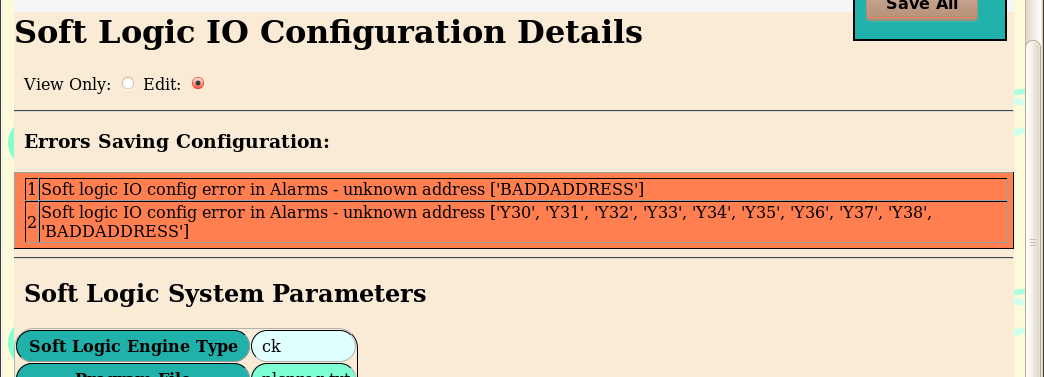 Save All
Soft Logic IO Configuration Details
View Only: Edit:
Errors Saving Configuration:
1 Soft logic IO config error in Alarms - unknown address ['BADDADDRESS']
2 Soft logic IO config error in Alarms - unknown address ['Y30', 'Y31', 'Y32', 'Y33', 'Y34', 'Y35', 'Y36', 'Y37', 'Y38',
'BADDADDRESS']
Soft Logic System Parameters
Soft Logic Engine Type ck
Program File